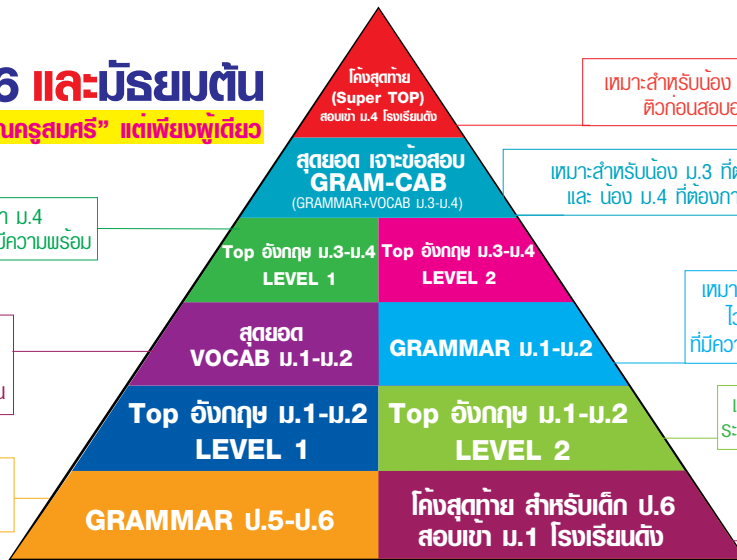 6 และมัธยมต้น
ณครูสมศรี” แต่เพียงผู้เดียว
โค้งสุดท้าย
(Super TOP)
สอบเข้า ม.4 โรงเรียนดัง
เหมาะสำหรับน้อง
ติวก่อนสอบ
สุดยอด เจาะข้อสอบ
GRAM-CAB
(GRAMMAR+VOCAB ม.3-ม.4)
เหมาะสำหรับน้อง ม.3
และ น้อง ม.4 ที่ต้องกา
ม.4
มีความพร้อม
Top อังกฤษ ม.3-ม.4
LEVEL 1
Top อังกฤษ ม.3-ม.4
LEVEL 2
เหมา
ที่มีควา
สุดยอด
VOCAB ม.1-ม.2
GRAMMAR ม.1-ม.2
Top อังกฤษ ม.1-ม.2
LEVEL 1
Top อังกฤษ ม.1-ม.2
LEVEL 2
ระ
GRAMMAR ป.5-ป.6
โค้งสุดท้าย สำหรับเด็ก ป.6
สอบเข้า ม.1 โรงเรียนดัง